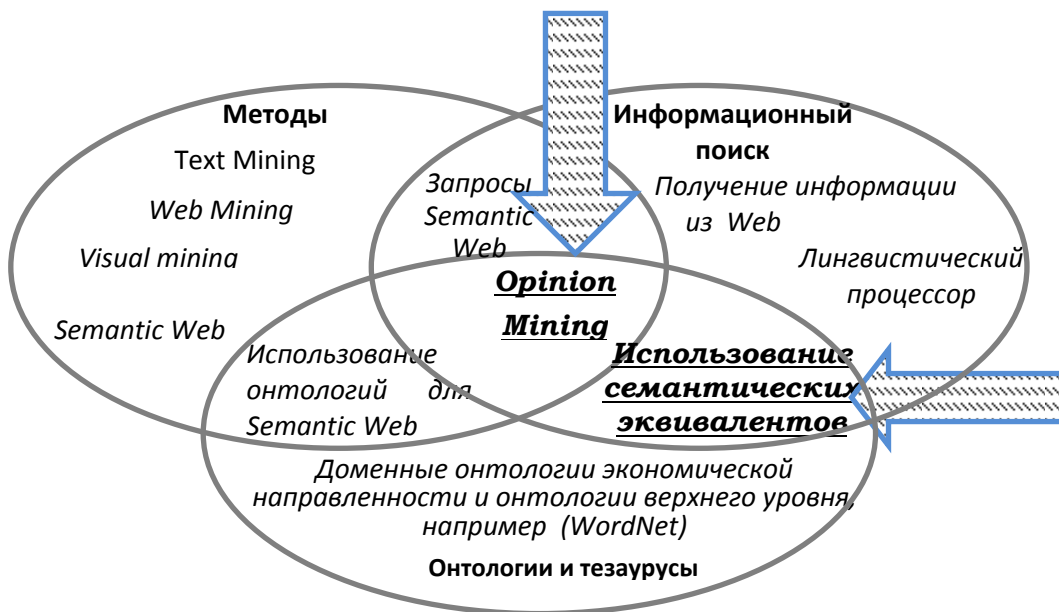 Методы
Text Mining
Web Mining
Visual mining
Semantic Web
Запросы
Semantic
Web
Информационный
поиск
Получение информации
из Web
Лингвистический
процессор
Opinion
Mining
Использование
онтологий для
Semantic Web
Использование
семантических
эквивалентов
Доменные онтологии экономической
направленности и онтологии верхнего уровня,
например (WordNet)
Онтологии и тезаурусы